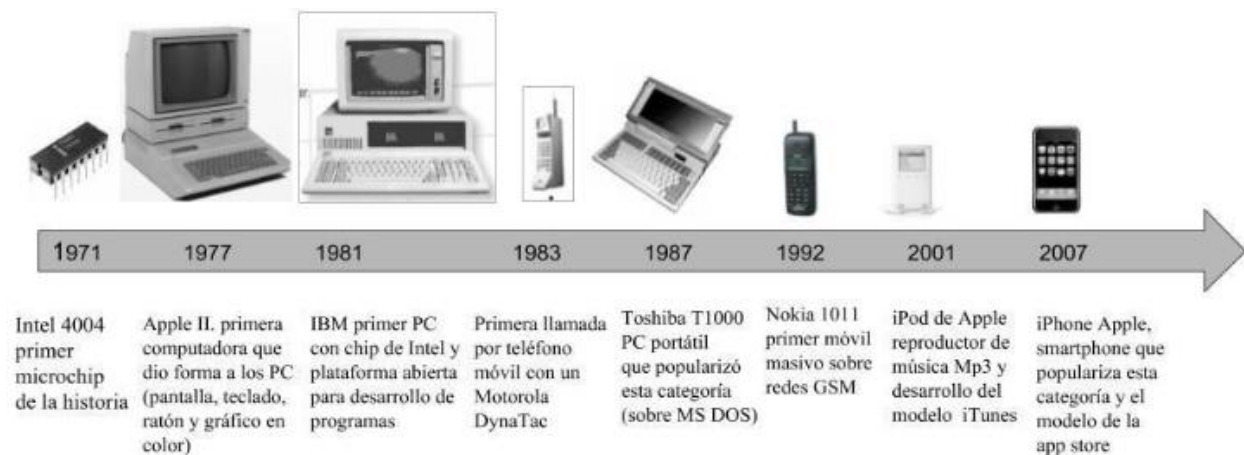 1971 1977 1981 1983 1987 1992 2001 2007
Intel 4004
primer
microchip
de la historia
Apple II, primera
computadora que
dio forma a los PC
(pantalla, teclado,
ratón y gráfico en
color)
IBM primer PC
con chip de Intel y
plataforma abierta
para desarrollo de
programas
Primera llamada
por teléfono
móvil con un
Motorola
DynaTac
Toshiba T1000
PC portátil
que popularizó
esta categoría
(sobre MS DOS)
Nokia 1011
primer móvil
masivo sobre
redes GSM
iPod de Apple
reproductor de
música Mp3 y
desarrollo del
modelo iTunes
iPhone Apple,
smartphone que
populariza esta
categoría y el
modelo de la
app store